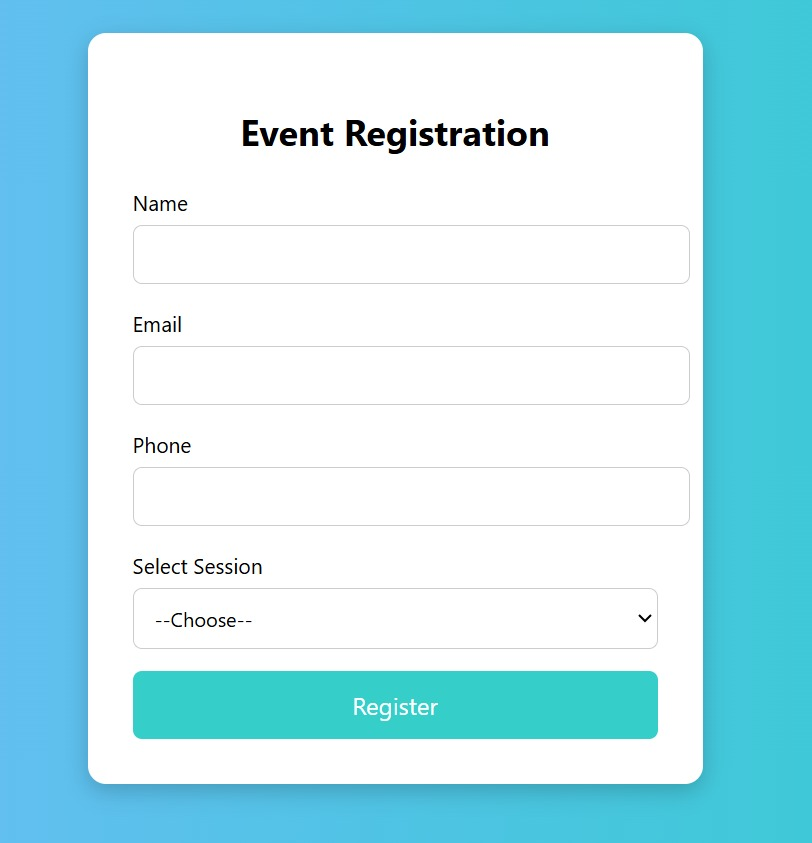 Event Registration
Name
Email
Phone
Select Session
--Choose--
Register